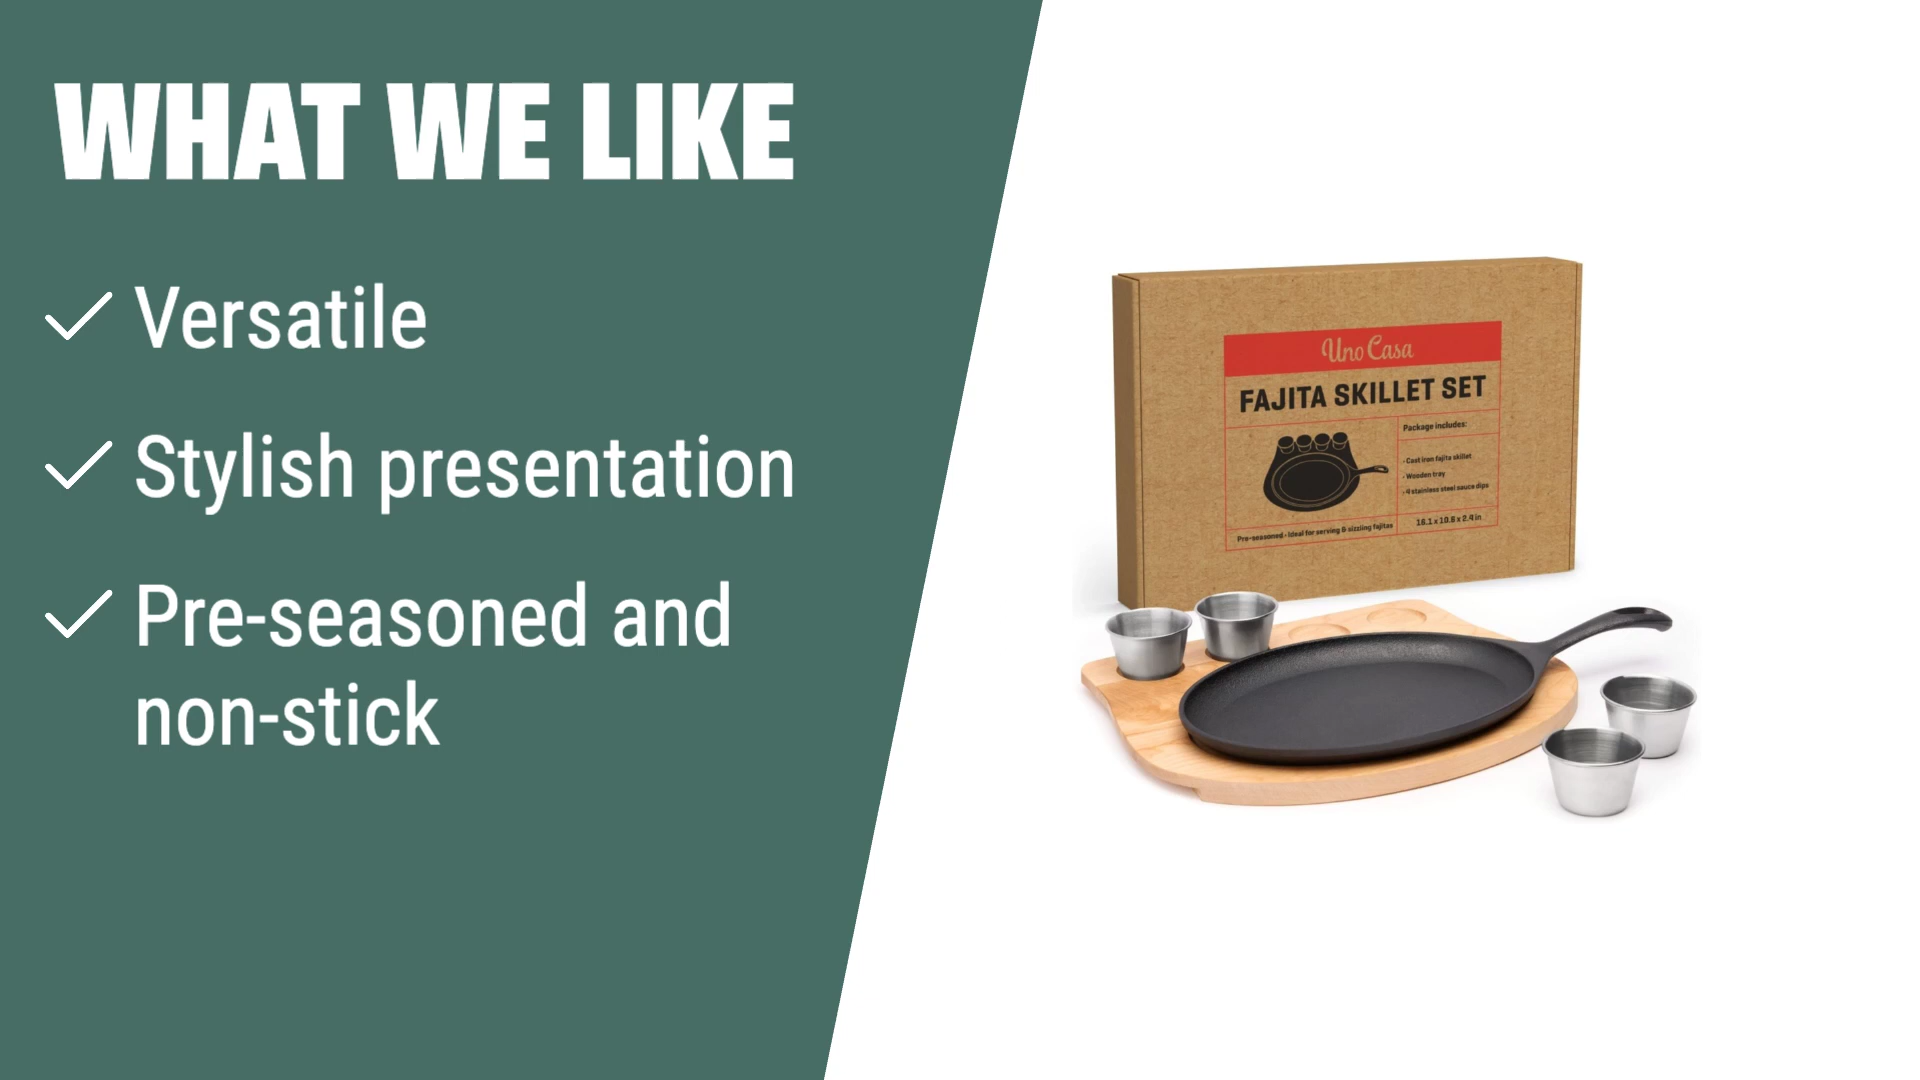 WHAT WE LIKE
Versatile
Stylish presentation
Pre-seasoned and
non-stick
Uno Casa
FAJITA SKILLET SET
Package includes:
· Cast iron fajita skillet
· Wooden tray
· 4 stainless steel sauce dips
Pre-seasoned · Ideal for serving & sizzling fajitas
16.1 x 10.6 x 2.4 in